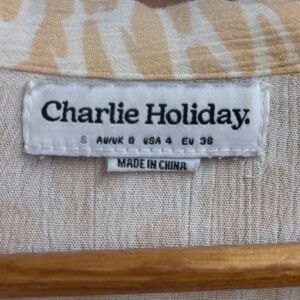 Charlie Holiday.
S AU/UK 8 USA 4 EU 36
MADE IN CHINA